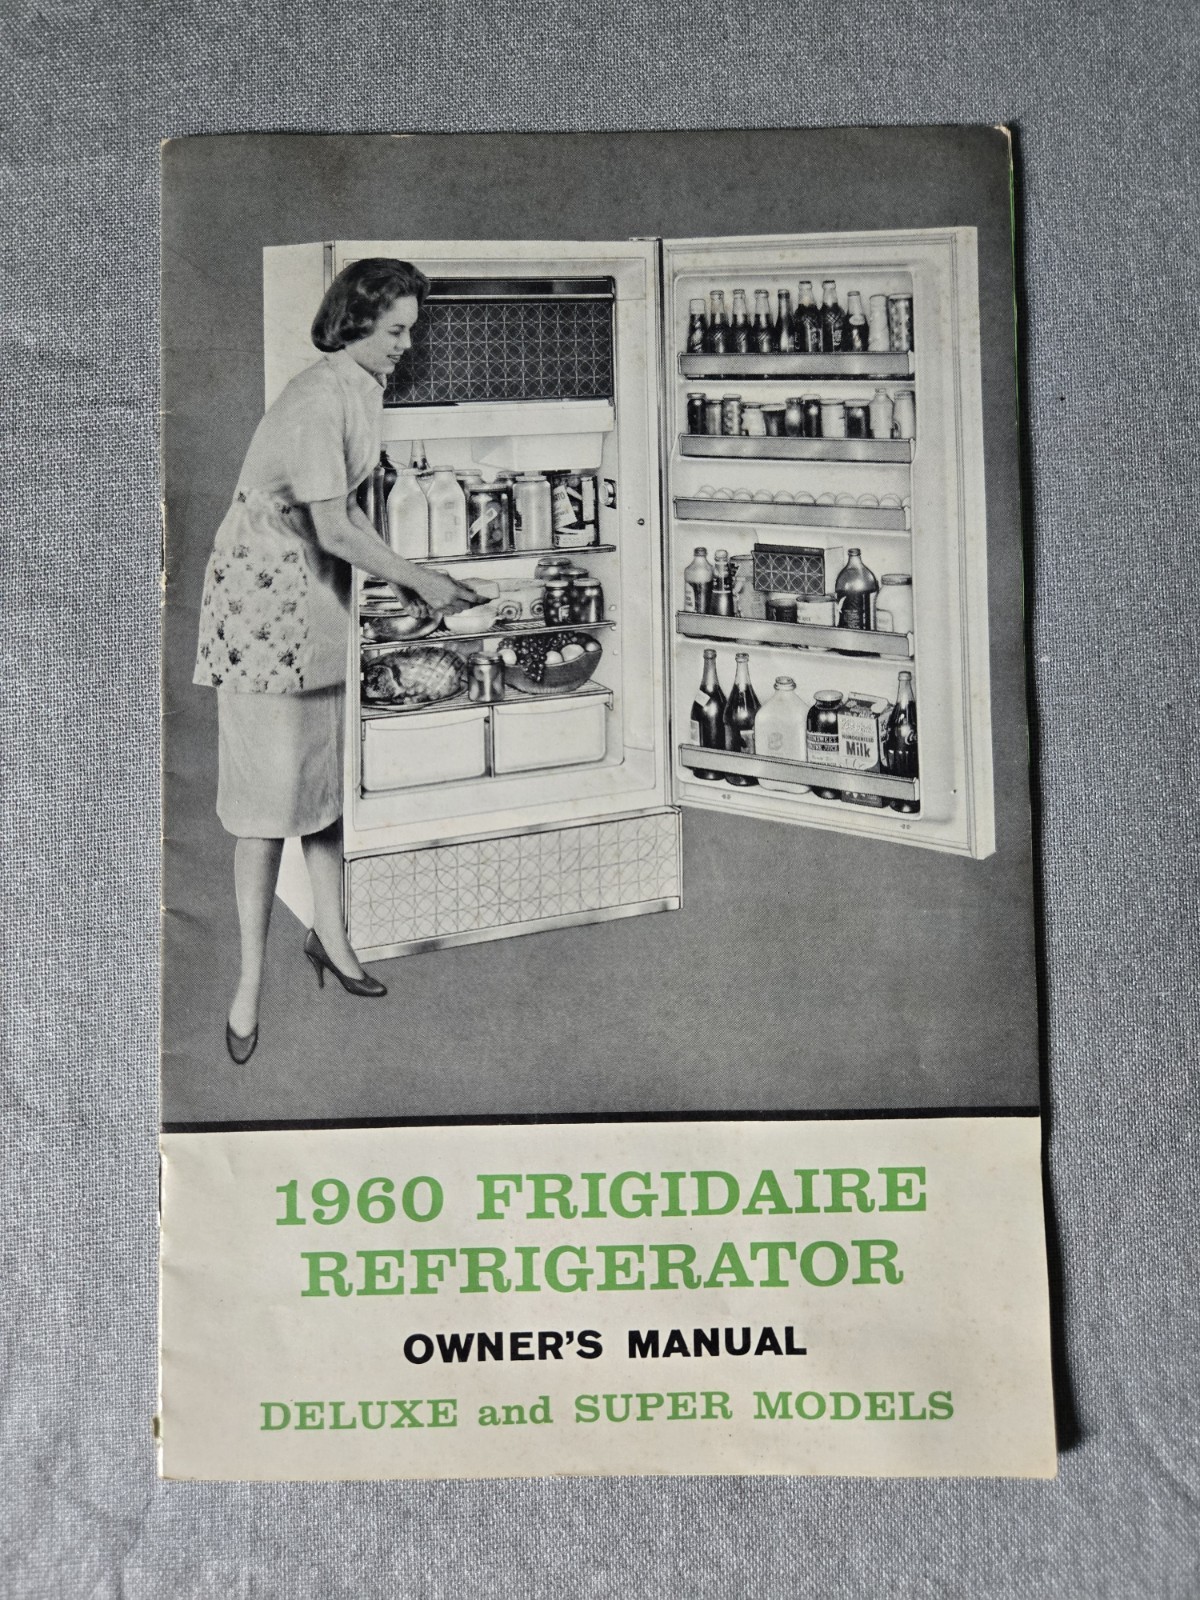 Milk
1960 FRIGIDAIRE
REFRIGERATOR
OWNER'S MANUAL
DELUXE and SUPER MODELS